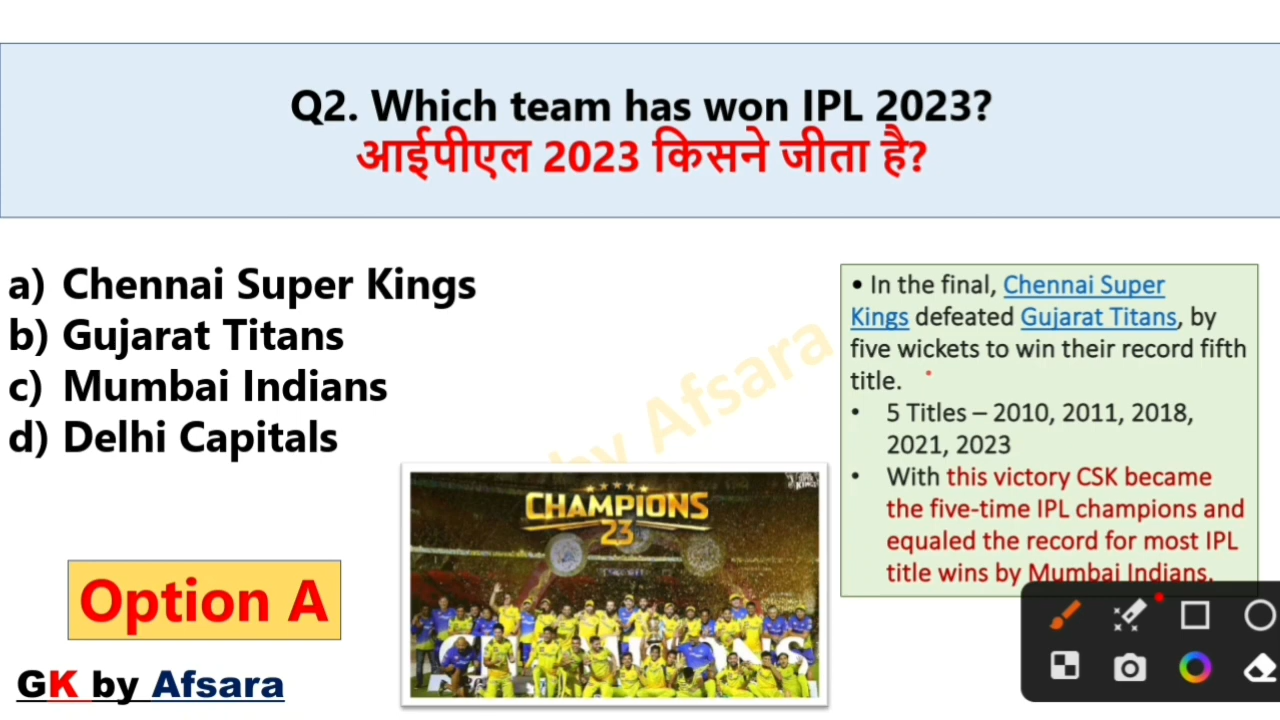 Q2. Which team has won IPL 2023?
आईपीएल 2023 किसने जीता है?
a) Chennai Super Kings
b) Gujarat Titans
c) Mumbai Indians
d) Delhi Capitals
• In the final, Chennai Super
Kings defeated Gujarat Titans, by
five wickets to win their record fifth
title.
• 5 Titles – 2010, 2011, 2018,
2021, 2023
• With this victory CSK became
the five-time IPL champions and
equaled the record for most IPL
title wins by Mumbai Indians.
by Afsara
CHAMPIONS
23
Option A
GK by Afsara